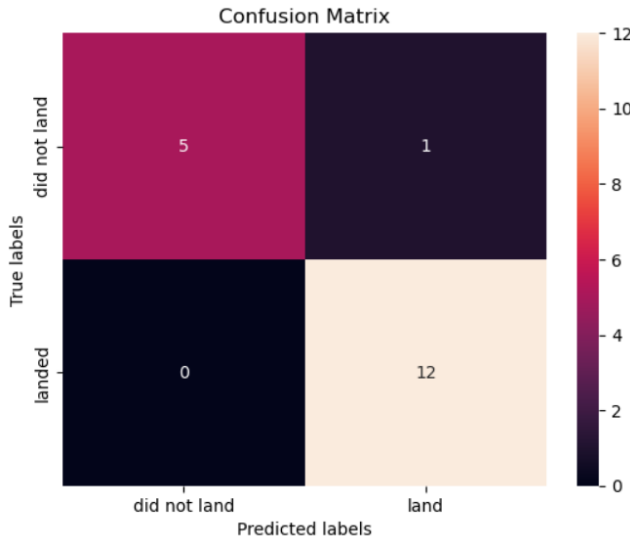 Confusion Matrix
did not land
landed
True labels
5
1
0
12
did not land
land
Predicted labels
12
10
8
6
4
2
0